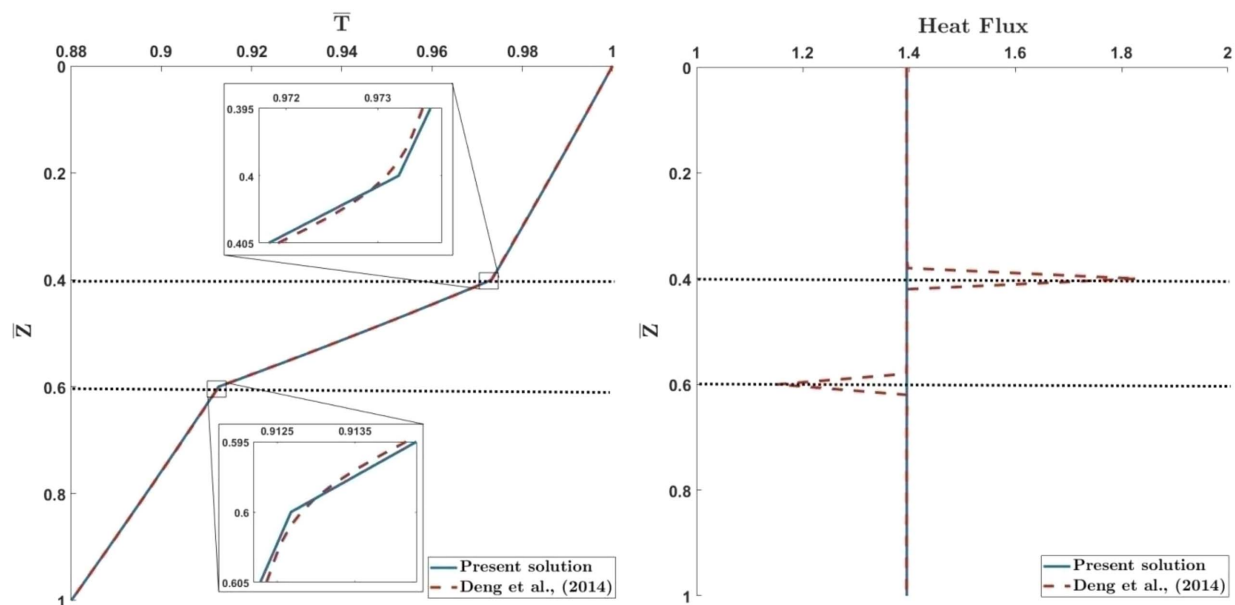 T̅
0.88 0.9 0.92 0.94 0.96 0.98 1
0
0.2
0.4
0.6
0.8
1
Z̅
0.972 0.973
0.395
0.4
0.405
0.9125 0.9135
0.595
0.6
0.605
Present solution
Deng et al., (2014)
Heat Flux
1 1.2 1.4 1.6 1.8 2
0
0.2
0.4
0.6
0.8
1
Z̅
Present solution
Deng et al., (2014)